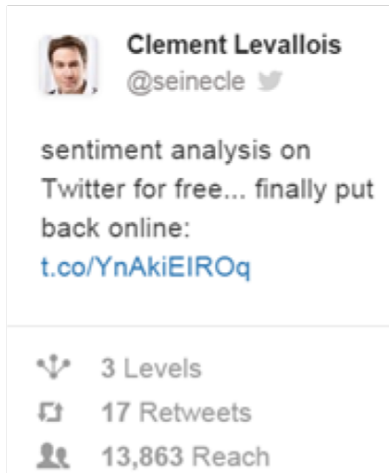 Clement Levallois
@seinecle
sentiment analysis on
Twitter for free... finally put
back online:
t.co/YnAkiEIROq
3 Levels
17 Retweets
13,863 Reach